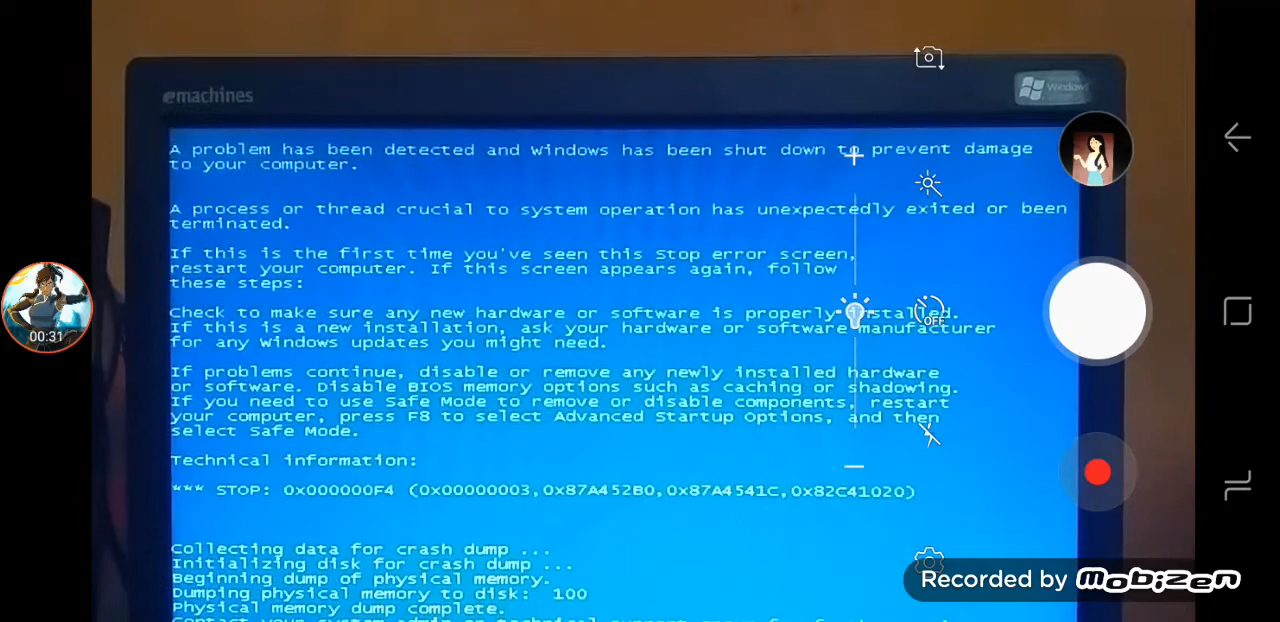 emachines
Windows
A problem has been detected and Windows has been shut down to prevent damage
to your computer.
A process or thread crucial to system operation has unexpectedly exited or been
terminated.
If this is the first time you've seen this Stop error screen,
restart your computer. If this screen appears again, follow
these steps:
Check to make sure any new hardware or software is properly installed.
If this is a new installation, ask your hardware or software manufacturer
for any Windows updates you might need.
If problems continue, disable or remove any newly installed hardware
or software. Disable BIOS memory options such as caching or shadowing.
If you need to use Safe Mode to remove or disable components, restart
your computer, press F8 to select Advanced Startup Options, and then
select Safe Mode.
Technical information:
*** STOP: 0x000000F4 (0x00000003,0x87A452B0,0x87A4541C,0x82C41020)
Collecting data for crash dump ...
Initializing disk for crash dump ...
Beginning dump of physical memory.
Dumping physical memory to disk: 100
Physical memory dump complete.
00:31
OFF
Recorded by Mobizen